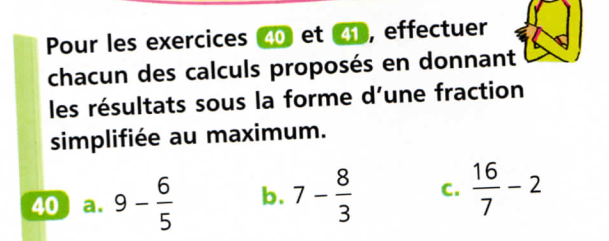 Pour les exercices 40 et 41, effectuer
chacun des calculs proposés en donnant
les résultats sous la forme d'une fraction
simplifiée au maximum.
40 a. 9 - 6/5 b. 7 - 8/3 c. 16/7 - 2